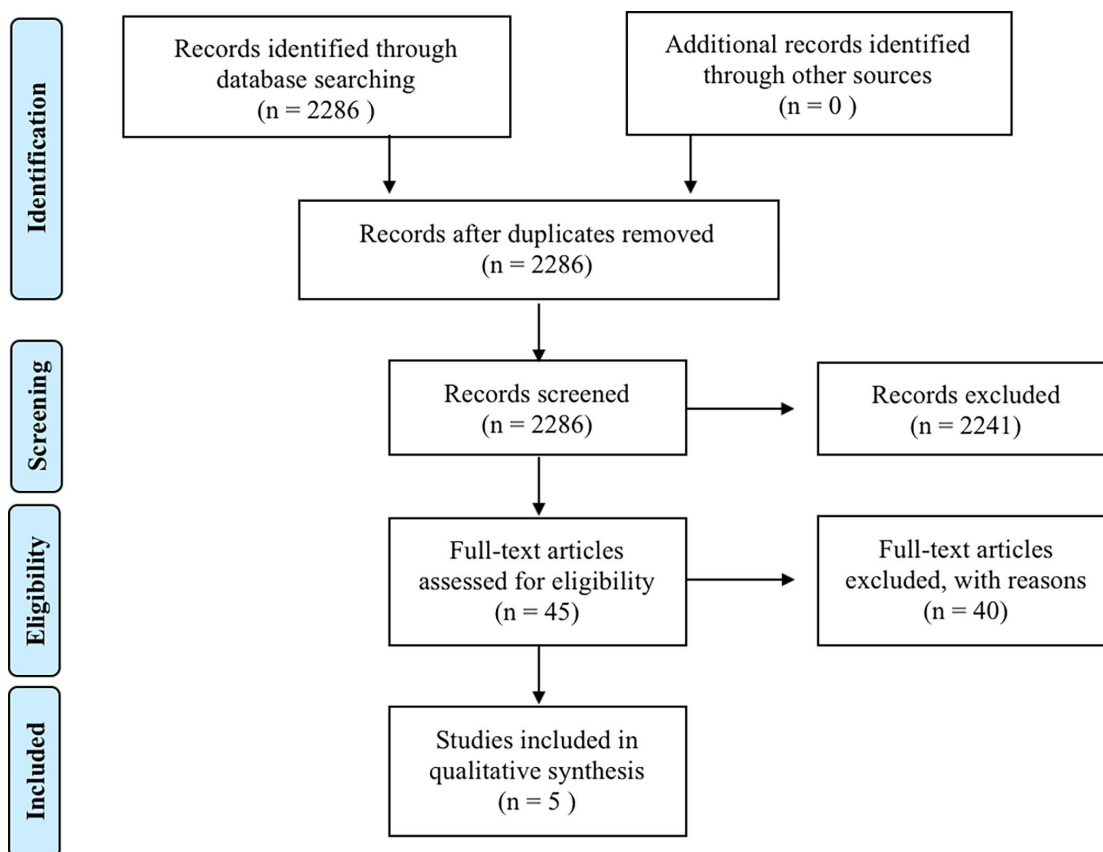 Identification
Records identified through
database searching
(n = 2286 )
Additional records identified
through other sources
(n = 0 )
Records after duplicates removed
(n = 2286)
Screening
Records screened
(n = 2286)
Records excluded
(n = 2241)
Eligibility
Full-text articles
assessed for eligibility
(n = 45)
Full-text articles
excluded, with reasons
(n = 40)
Included
Studies included in
qualitative synthesis
(n = 5 )